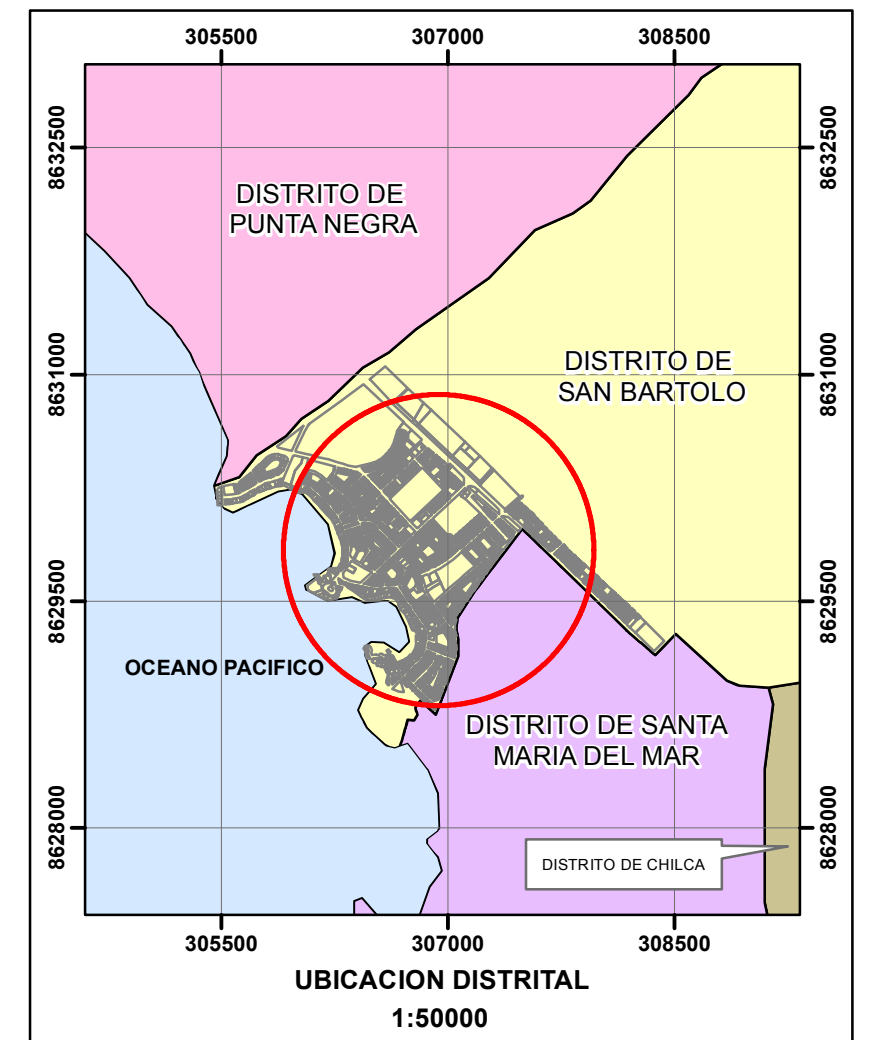 305500 307000 308500
8632500 8632500
DISTRITO DE
PUNTA NEGRA
8631000 8631000
DISTRITO DE
SAN BARTOLO
8629500 8629500
OCEANO PACIFICO
DISTRITO DE SANTA
MARIA DEL MAR
8628000 8628000
DISTRITO DE CHILCA
305500 307000 308500
UBICACION DISTRITAL
1:50000